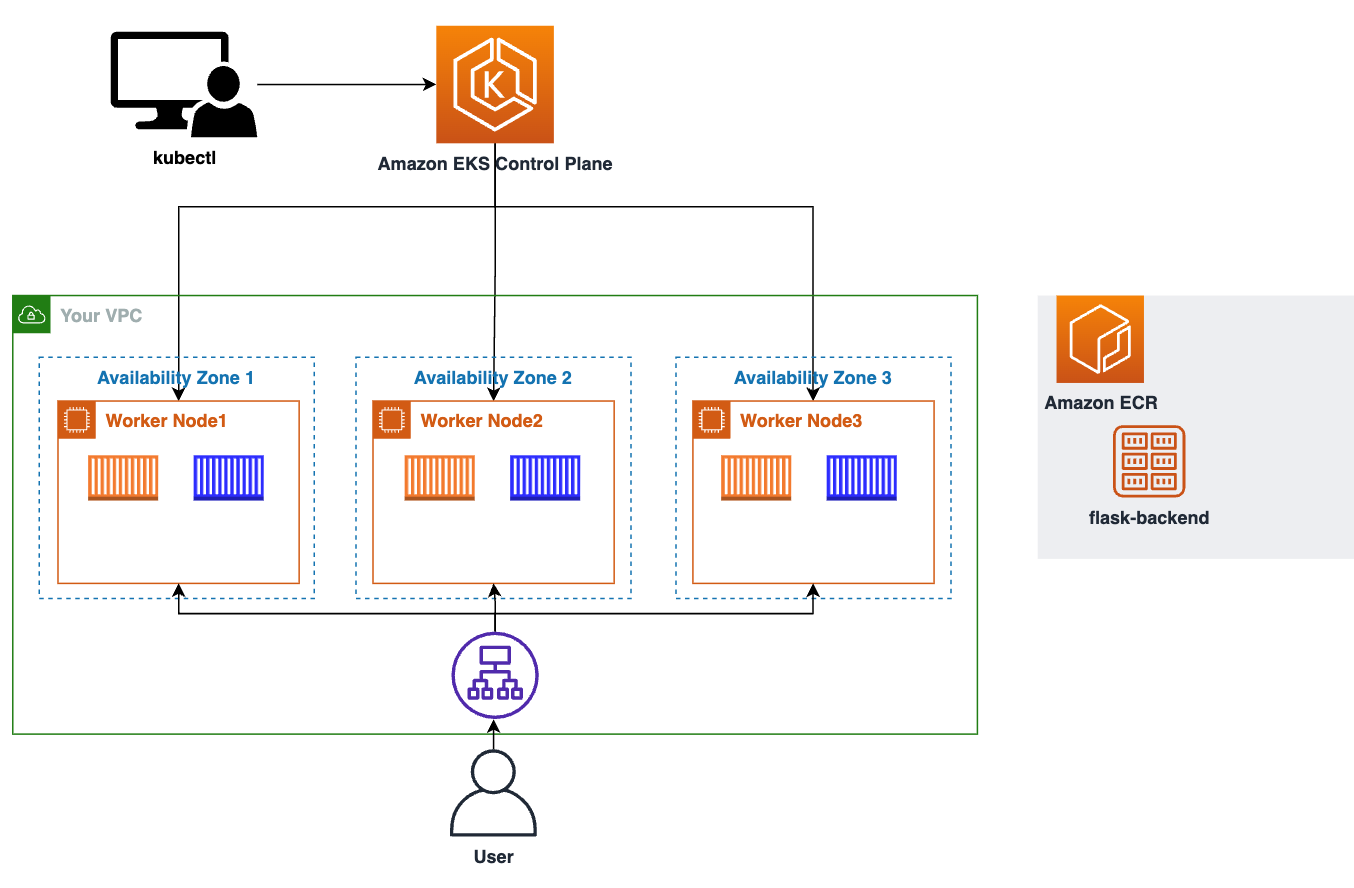 kubectl
Amazon EKS Control Plane
Your VPC
Availability Zone 1
Availability Zone 2
Availability Zone 3
Worker Node1
Worker Node2
Worker Node3
Amazon ECR
flask-backend
User